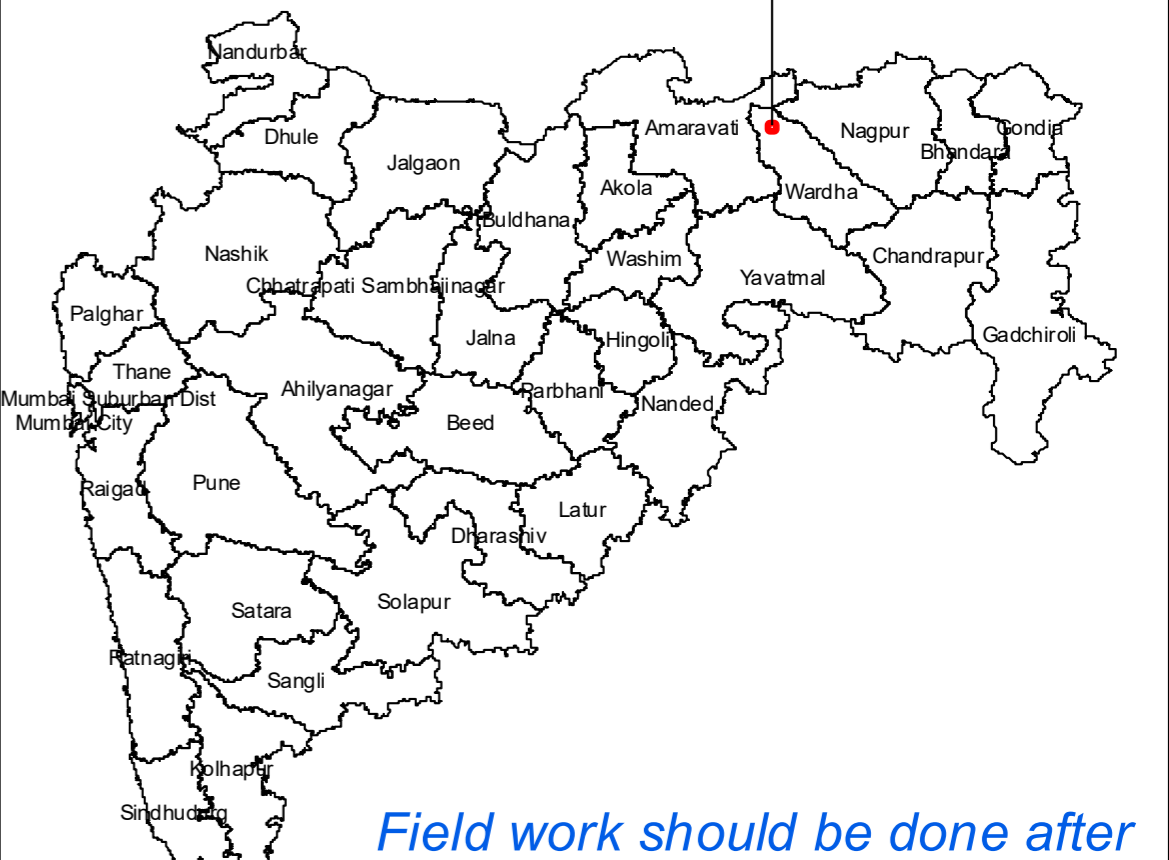 Nandurbar
Dhule
Jalgaon
Amaravati
Nagpur
Gondia
Bhandara
Akola
Wardha
Buldhana
Nashik
Washim
Chandrapur
Yavatmal
Chhatrapati Sambhajinagar
Palghar
Jalna
Hingoli
Gadchiroli
Thane
Ahilyanagar
Parbhani
Mumbai Suburban Dist
Nanded
Mumbai City
Beed
Raigad
Pune
Latur
Dharashiv
Satara
Solapur
Ratnagiri
Sangli
Kolhapur
Sindhudurg
Field work should be done after